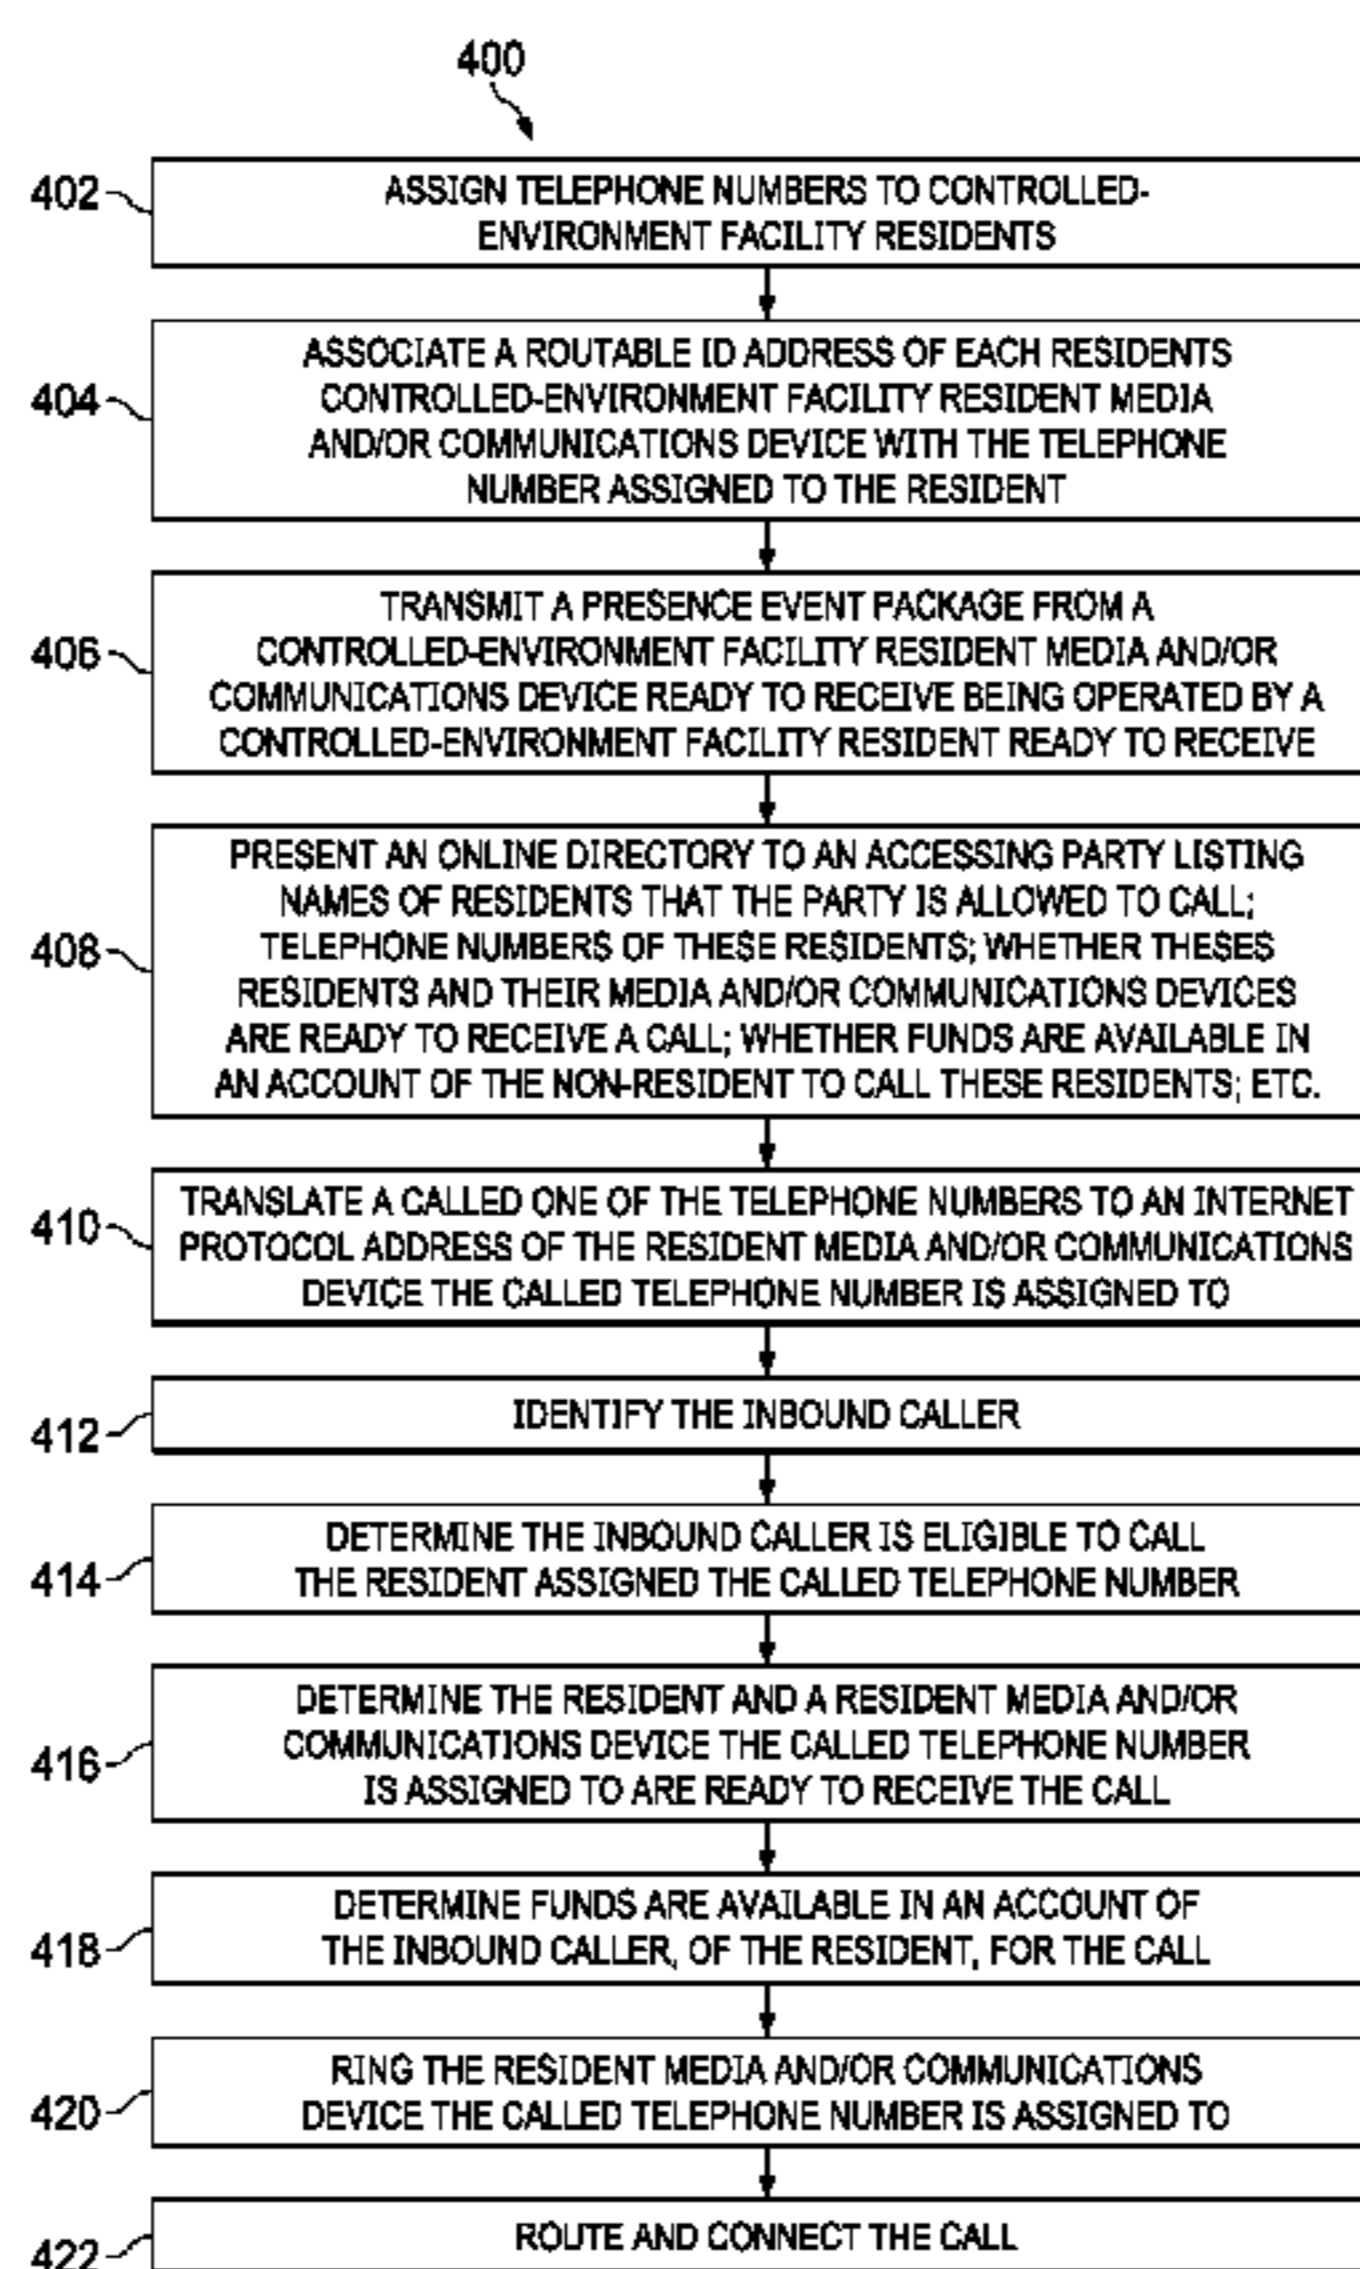 400
402
ASSIGN TELEPHONE NUMBERS TO CONTROLLED-
ENVIRONMENT FACILITY RESIDENTS
404
ASSOCIATE A ROUTABLE ID ADDRESS OF EACH RESIDENTS
CONTROLLED-ENVIRONMENT FACILITY RESIDENT MEDIA
AND/OR COMMUNICATIONS DEVICE WITH THE TELEPHONE
NUMBER ASSIGNED TO THE RESIDENT
406
TRANSMIT A PRESENCE EVENT PACKAGE FROM A
CONTROLLED-ENVIRONMENT FACILITY RESIDENT MEDIA AND/OR
COMMUNICATIONS DEVICE READY TO RECEIVE BEING OPERATED BY A
CONTROLLED-ENVIRONMENT FACILITY RESIDENT READY TO RECEIVE
408
PRESENT AN ONLINE DIRECTORY TO AN ACCESSING PARTY LISTING
NAMES OF RESIDENTS THAT THE PARTY IS ALLOWED TO CALL;
TELEPHONE NUMBERS OF THESE RESIDENTS; WHETHER THESES
RESIDENTS AND THEIR MEDIA AND/OR COMMUNICATIONS DEVICES
ARE READY TO RECEIVE A CALL; WHETHER FUNDS ARE AVAILABLE IN
AN ACCOUNT OF THE NON-RESIDENT TO CALL THESE RESIDENTS; ETC.
410
TRANSLATE A CALLED ONE OF THE TELEPHONE NUMBERS TO AN INTERNET
PROTOCOL ADDRESS OF THE RESIDENT MEDIA AND/OR COMMUNICATIONS
DEVICE THE CALLED TELEPHONE NUMBER IS ASSIGNED TO
412
IDENTIFY THE INBOUND CALLER
414
DETERMINE THE INBOUND CALLER IS ELIGIBLE TO CALL
THE RESIDENT ASSIGNED THE CALLED TELEPHONE NUMBER
416
DETERMINE THE RESIDENT AND A RESIDENT MEDIA AND/OR
COMMUNICATIONS DEVICE THE CALLED TELEPHONE NUMBER
IS ASSIGNED TO ARE READY TO RECEIVE THE CALL
418
DETERMINE FUNDS ARE AVAILABLE IN AN ACCOUNT OF
THE INBOUND CALLER, OF THE RESIDENT, FOR THE CALL
420
RING THE RESIDENT MEDIA AND/OR COMMUNICATIONS
DEVICE THE CALLED TELEPHONE NUMBER IS ASSIGNED TO
422
ROUTE AND CONNECT THE CALL